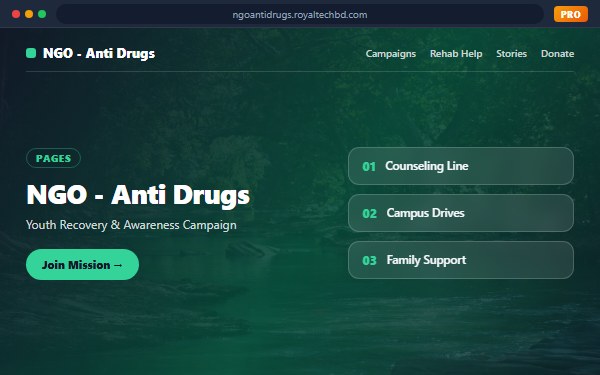 ngoantidrugs.royaltechbd.com
PRO
NGO - Anti Drugs
Campaigns Rehab Help Stories Donate
PAGES
NGO - Anti Drugs
Youth Recovery & Awareness Campaign
Join Mission →
01 Counseling Line
02 Campus Drives
03 Family Support